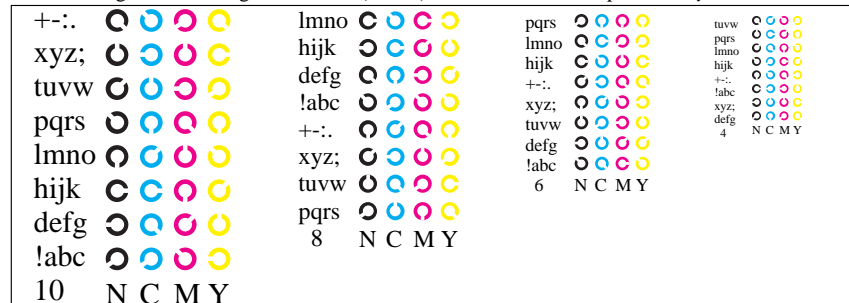 +-:.
xyz;
tuvw
pqrs
lmno
hijk
defg
!abc
10 N C M Y
lmno
hijk
defg
!abc
+-:.
xyz;
tuvw
pqrs
8 N C M Y
pqrs
lmno
hijk
+-:.
xyz;
tuvw
defg
!abc
6 N C M Y
tuvw
pqrs
lmno
hijk
+-:.
!abc
xyz;
defg
4 N C M Y